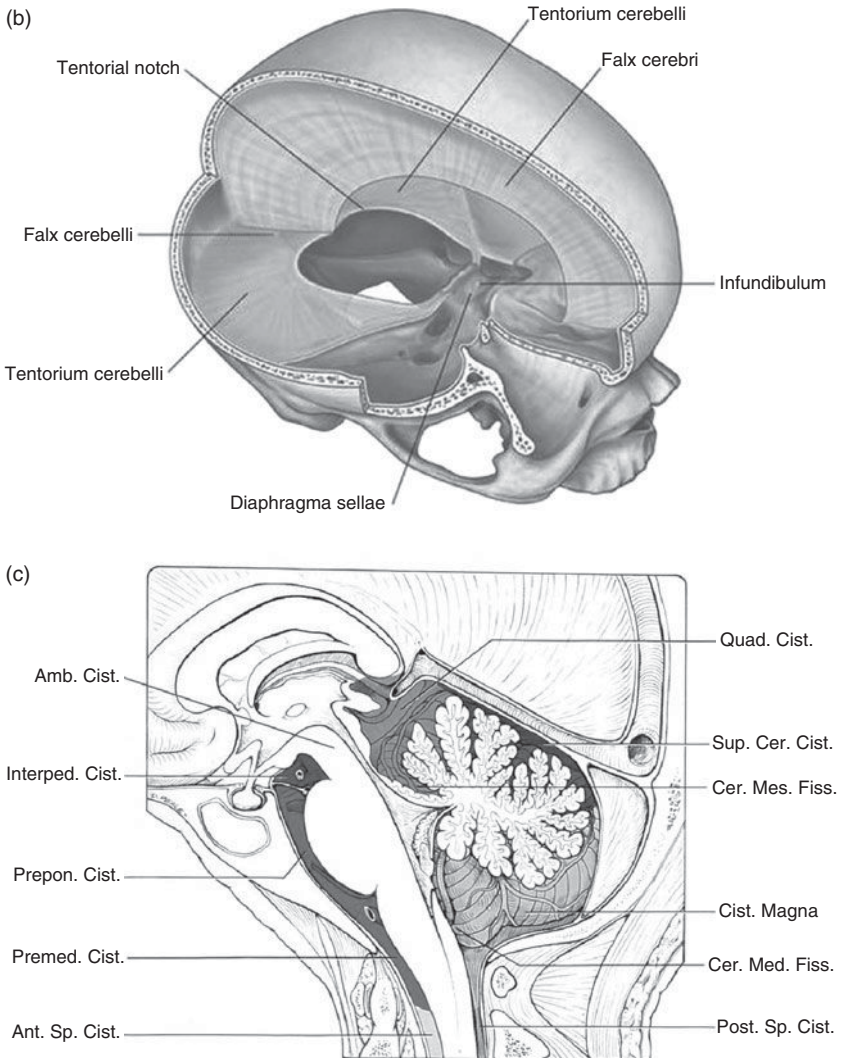 (b)
Tentorium cerebelli
Tentorial notch
Falx cerebri
Falx cerebelli
Infundibulum
Tentorium cerebelli
Diaphragma sellae
(c)
Quad. Cist.
Amb. Cist.
Sup. Cer. Cist.
Interped. Cist.
Cer. Mes. Fiss.
Prepon. Cist.
Cist. Magna
Premed. Cist.
Cer. Med. Fiss.
Ant. Sp. Cist.
Post. Sp. Cist.